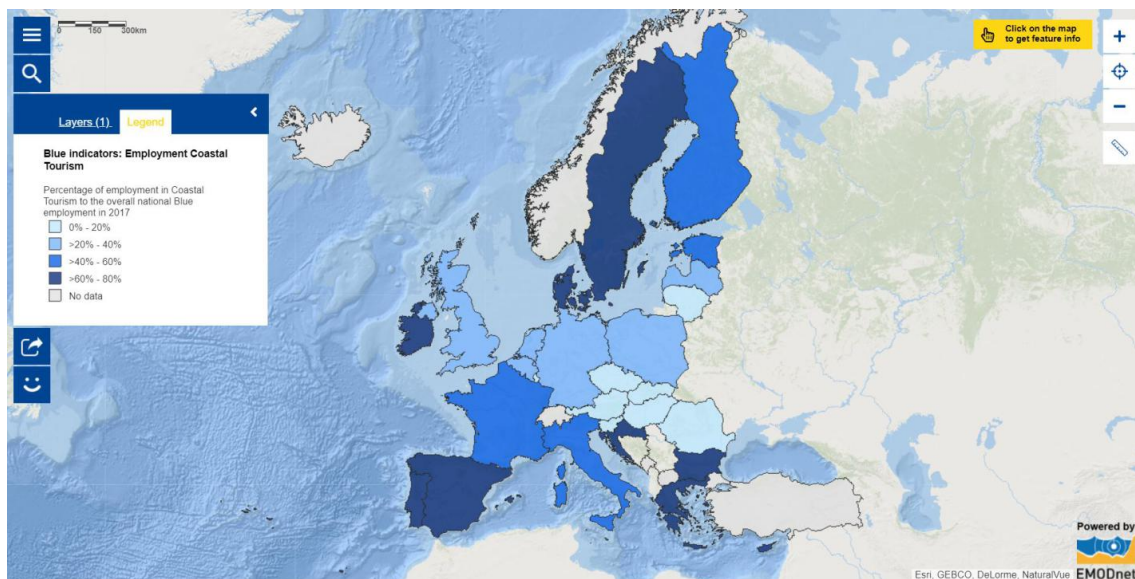 0 150 300km
Click on the map
to get feature info
Layers (1) Legend
Blue indicators: Employment Coastal
Tourism
Percentage of employment in Coastal
Tourism to the overall national Blue
employment in 2017
0% - 20%
>20% - 40%
>40% - 60%
>60% - 80%
No data
Powered by
EMODnet
Esri, GEBCO, DeLorme, NaturalVue